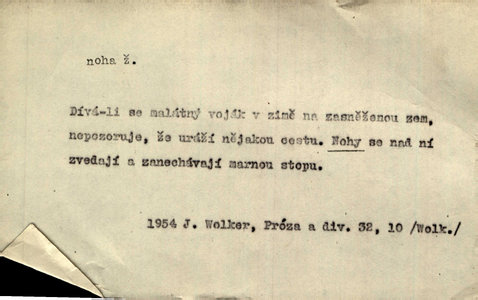 noha ž.
Dívá-li se malátný voják v zimě na zasněženou zem,
nepozoruje, že uráží nějakou cestu. Nohy se nad ní
zvedají a zanechávají marnou stopu.
1954 J. Wolker, Próza a div. 32, 10 /Wolk./